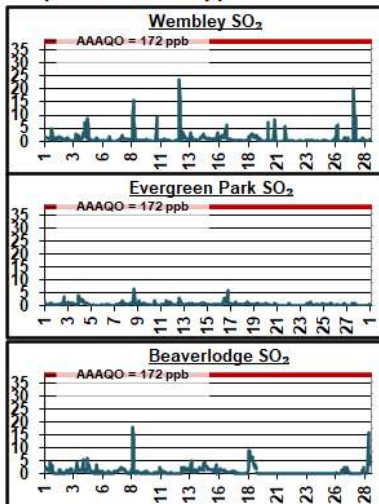 Wembley SO₂
AAAQO = 172 ppb
35
30
25
20
15
10
5
0
1 3 6 8 11 13 15 18 20 23 25 28
Evergreen Park SO₂
AAAQO = 172 ppb
35
30
25
20
15
10
5
0
1 3 5 7 9 11 13 15 17 19 21 23 25 27 1
Beaverlodge SO₂
AAAQO = 172 ppb
35
30
25
20
15
10
5
0
1 3 6 8 11 13 16 18 21 23 26 28